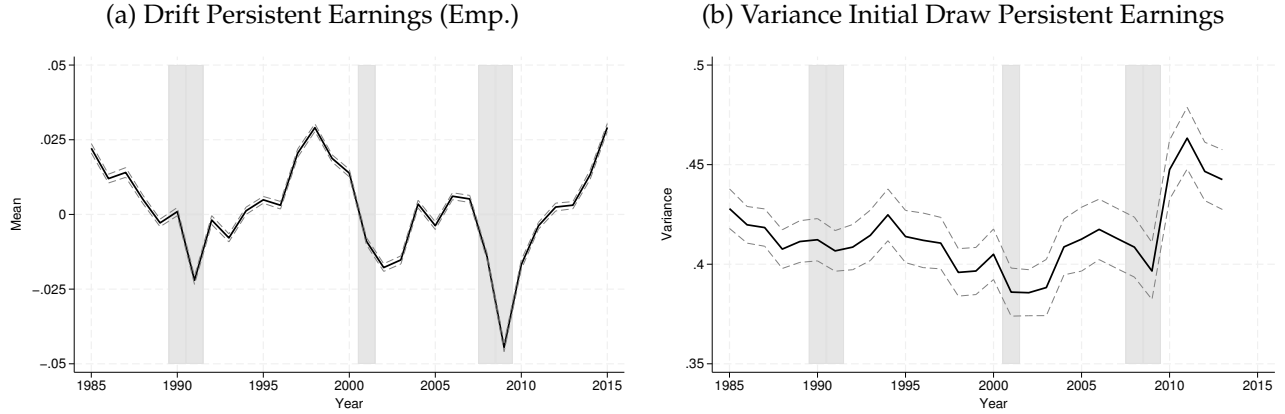 (a) Drift Persistent Earnings (Emp.)
.05
.025
0
−.025
−.05
Mean
1985 1990 1995 2000 2005 2010 2015
Year
(b) Variance Initial Draw Persistent Earnings
.5
.45
.4
.35
Variance
1985 1990 1995 2000 2005 2010 2015
Year